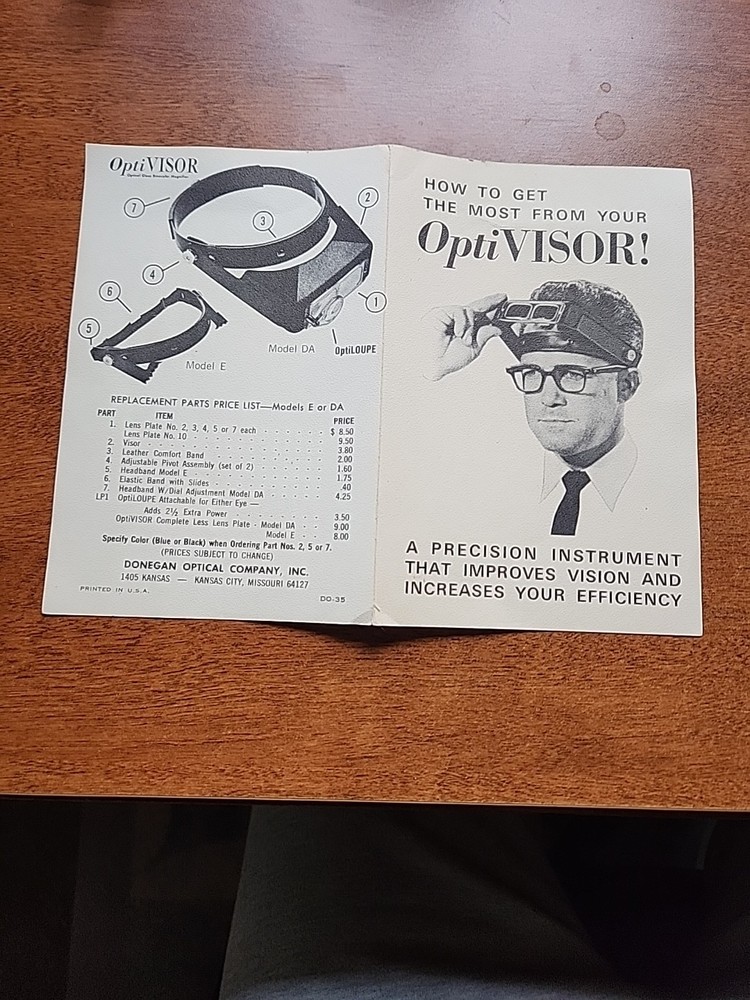 OptiVISOR
Optical Glass Binocular Magnifier
7
2
3
4
6
1
5
Model E
Model DA
OptiLOUPE
REPLACEMENT PARTS PRICE LIST—Models E or DA
PART ITEM PRICE
1. Lens Plate No. 2, 3, 4, 5 or 7 each . . . . . . . . $ 8.50
Lens Plate No. 10 . . . . . . . . 9.50
2. Visor . . . . . . . . 3.80
3. Leather Comfort Band . . . . . . . . 2.00
4. Adjustable Pivot Assembly (set of 2) . . . . . . . . 1.60
5. Headband Model E . . . . . . . . 1.75
6. Elastic Band with Slides . . . . . . . . .40
7. Headband W/Dial Adjustment Model DA . . . . . . . . 4.25
LP1 OptiLOUPE Attachable for Either Eye —
Adds 2½ Extra Power . . . . . . . . 3.50
OptiVISOR Complete Less Lens Plate - Model DA . . 9.00
Model E . . 8.00
Specify Color (Blue or Black) when Ordering Part Nos. 2, 5 or 7.
(PRICES SUBJECT TO CHANGE)
DONEGAN OPTICAL COMPANY, INC.
1405 KANSAS — KANSAS CITY, MISSOURI 64127
PRINTED IN U.S.A.
DO-35
HOW TO GET
THE MOST FROM YOUR
OptiVISOR!
A PRECISION INSTRUMENT
THAT IMPROVES VISION AND
INCREASES YOUR EFFICIENCY